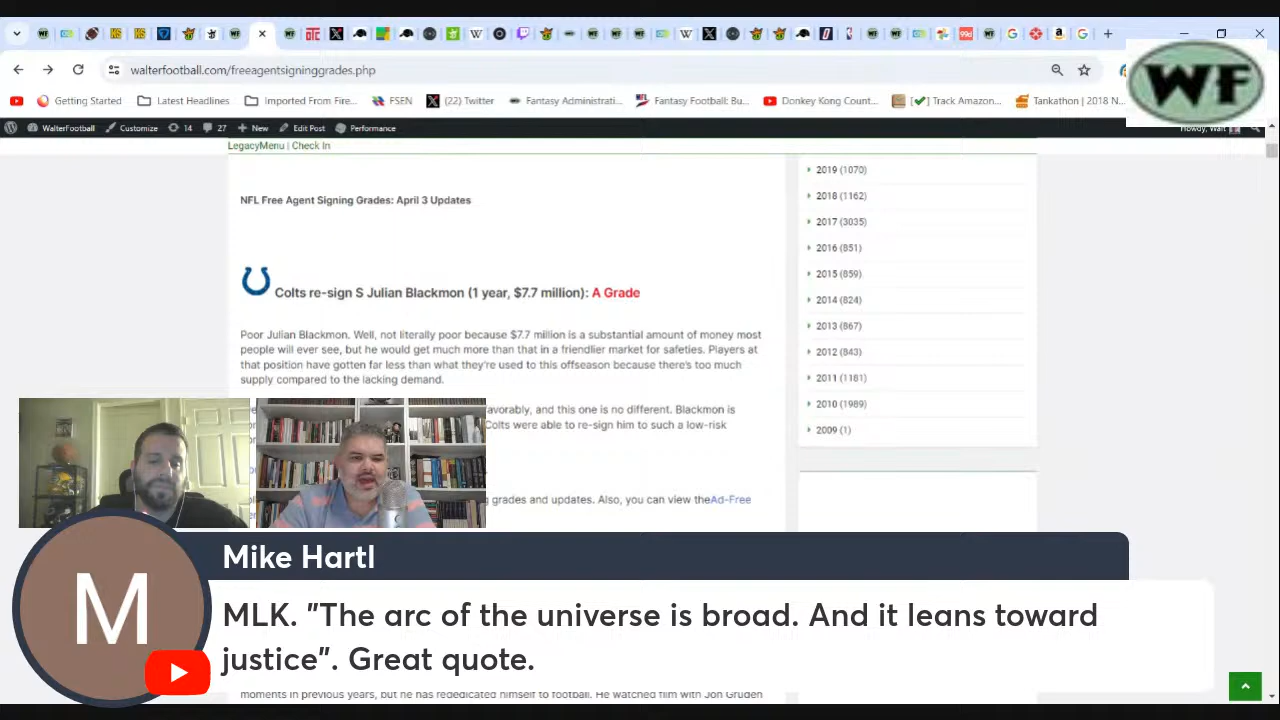 walterfootball.com/freeagentsigninggrades.php
WF
Getting Started
Latest Headlines
Imported From Fire...
FSEN
(22) Twitter
Fantasy Administrati...
Fantasy Football: Bu...
Donkey Kong Count...
Track Amazon...
Tankathon | 2018 N...
WalterFootball
Customize
14
27
New
Edit Post
Performance
Howdy, Walt
LegacyMenu | Check In
NFL Free Agent Signing Grades: April 3 Updates
Colts re-sign S Julian Blackmon (1 year, $7.7 million): A Grade
Poor Julian Blackmon. Well, not literally poor because $7.7 million is a substantial amount of money most
people will ever see, but he would get much more than that in a friendlier market for safeties. Players at
that position have gotten far less than what they're used to this offseason because there's too much
supply compared to the lacking demand.
avorably, and this one is no different. Blackmon is
Colts were able to re-sign him to such a low-risk
grades and updates. Also, you can view theAd-Free
2019 (1070)
2018 (1162)
2017 (3035)
2016 (851)
2015 (859)
2014 (824)
2013 (867)
2012 (843)
2011 (1181)
2010 (1989)
2009 (1)
M
Mike Hartl
MLK. "The arc of the universe is broad. And it leans toward
justice". Great quote.
moments in previous years, but he has rededicated himself to football. He watched film with Jon Gruden